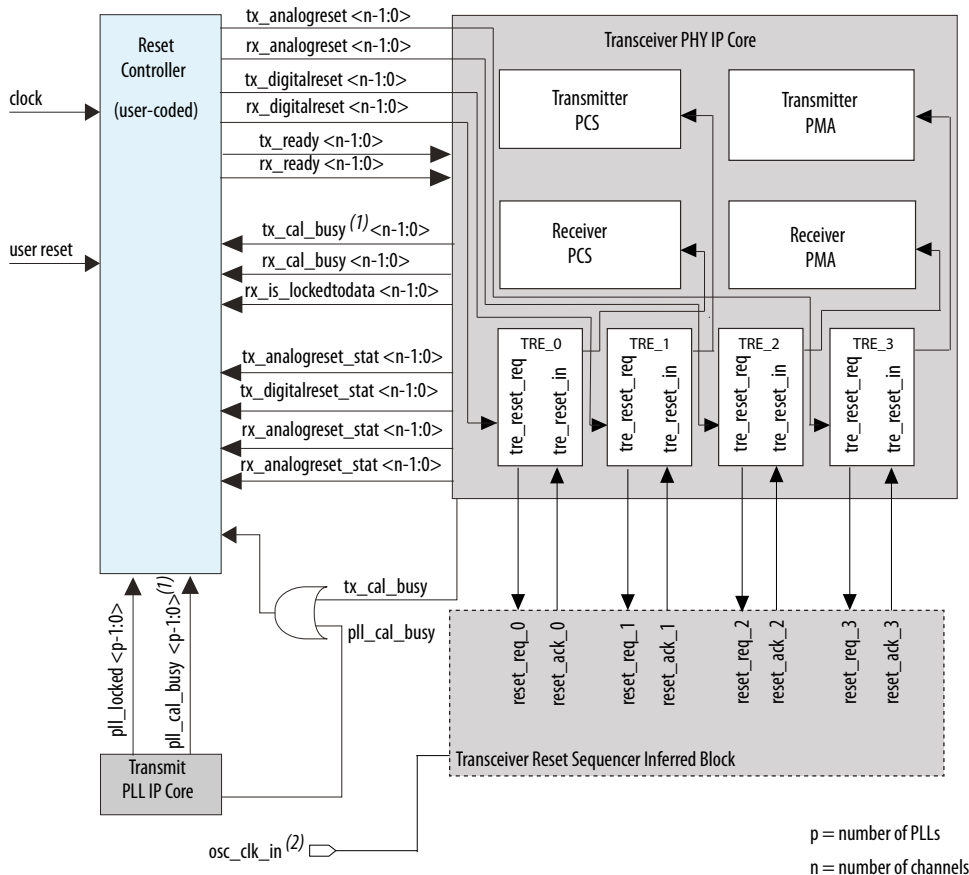 Reset
Controller
(user-coded)
clock
user reset
tx_analogreset <n-1:0>
rx_analogreset <n-1:0>
tx_digitalreset <n-1:0>
rx_digitalreset <n-1:0>
tx_ready <n-1:0>
rx_ready <n-1:0>
tx_cal_busy (1) <n-1:0>
rx_cal_busy <n-1:0>
rx_is_lockedtodata <n-1:0>
tx_analogreset_stat <n-1:0>
tx_digitalreset_stat <n-1:0>
rx_analogreset_stat <n-1:0>
rx_analogreset_stat <n-1:0>
Transceiver PHY IP Core
Transmitter
PCS
Transmitter
PMA
Receiver
PCS
Receiver
PMA
TRE_0
tre_reset_req
tre_reset_in
TRE_1
tre_reset_req
tre_reset_in
TRE_2
tre_reset_req
tre_reset_in
TRE_3
tre_reset_req
tre_reset_in
tx_cal_busy
pll_cal_busy
pll_locked <p-1:0>
pll_cal_busy <p-1:0> (1)
Transmit
PLL IP Core
reset_req_0
reset_ack_0
reset_req_1
reset_ack_1
reset_req_2
reset_ack_2
reset_req_3
reset_ack_3
Transceiver Reset Sequencer Inferred Block
osc_clk_in (2)
p = number of PLLs
n = number of channels